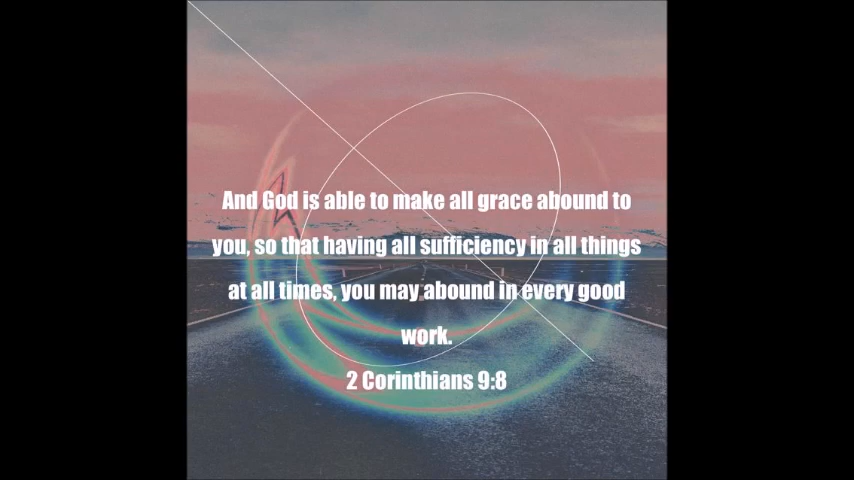 And God is able to make all grace abound to
you, so that having all sufficiency in all things
at all times, you may abound in every good
work.
2 Corinthians 9:8